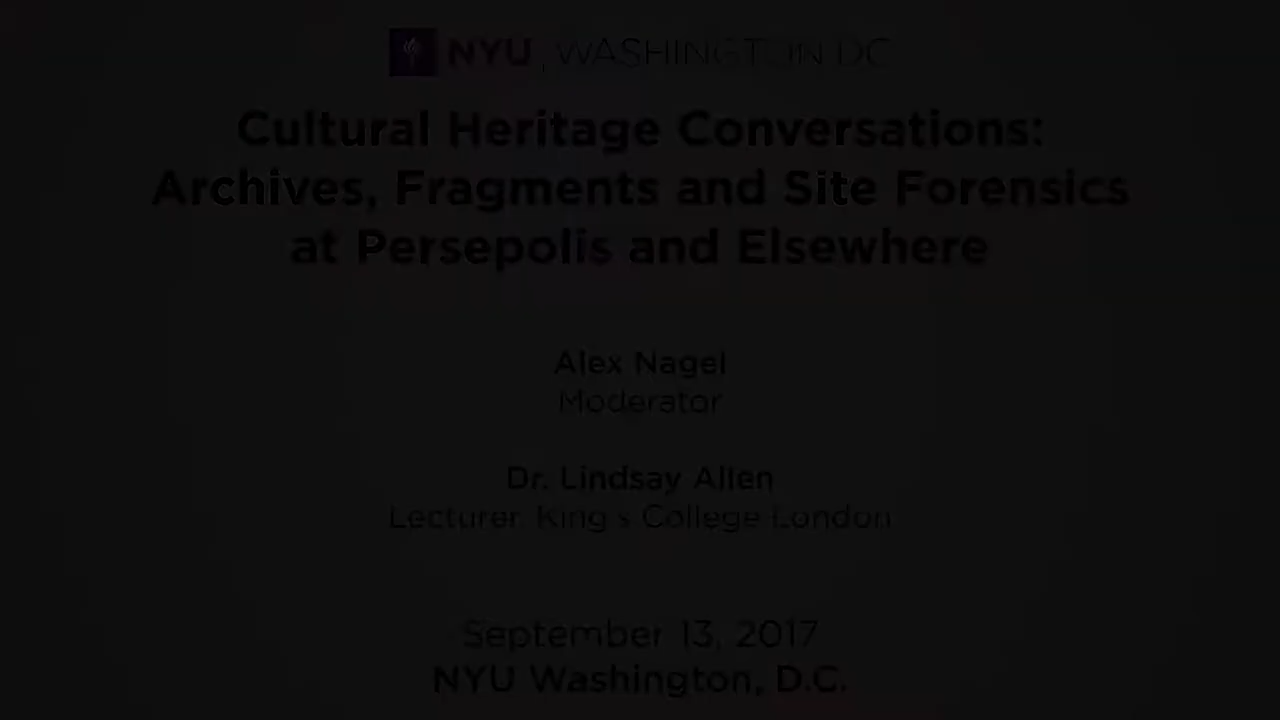 NYU WASHINGTON DC
Cultural Heritage Conversations:
Archives, Fragments and Site Forensics
at Persepolis and Elsewhere
Alex Nagel
Moderator
Dr. Lindsay Allen
Lecturer, King's College London
September 13, 2017
NYU Washington, D.C.